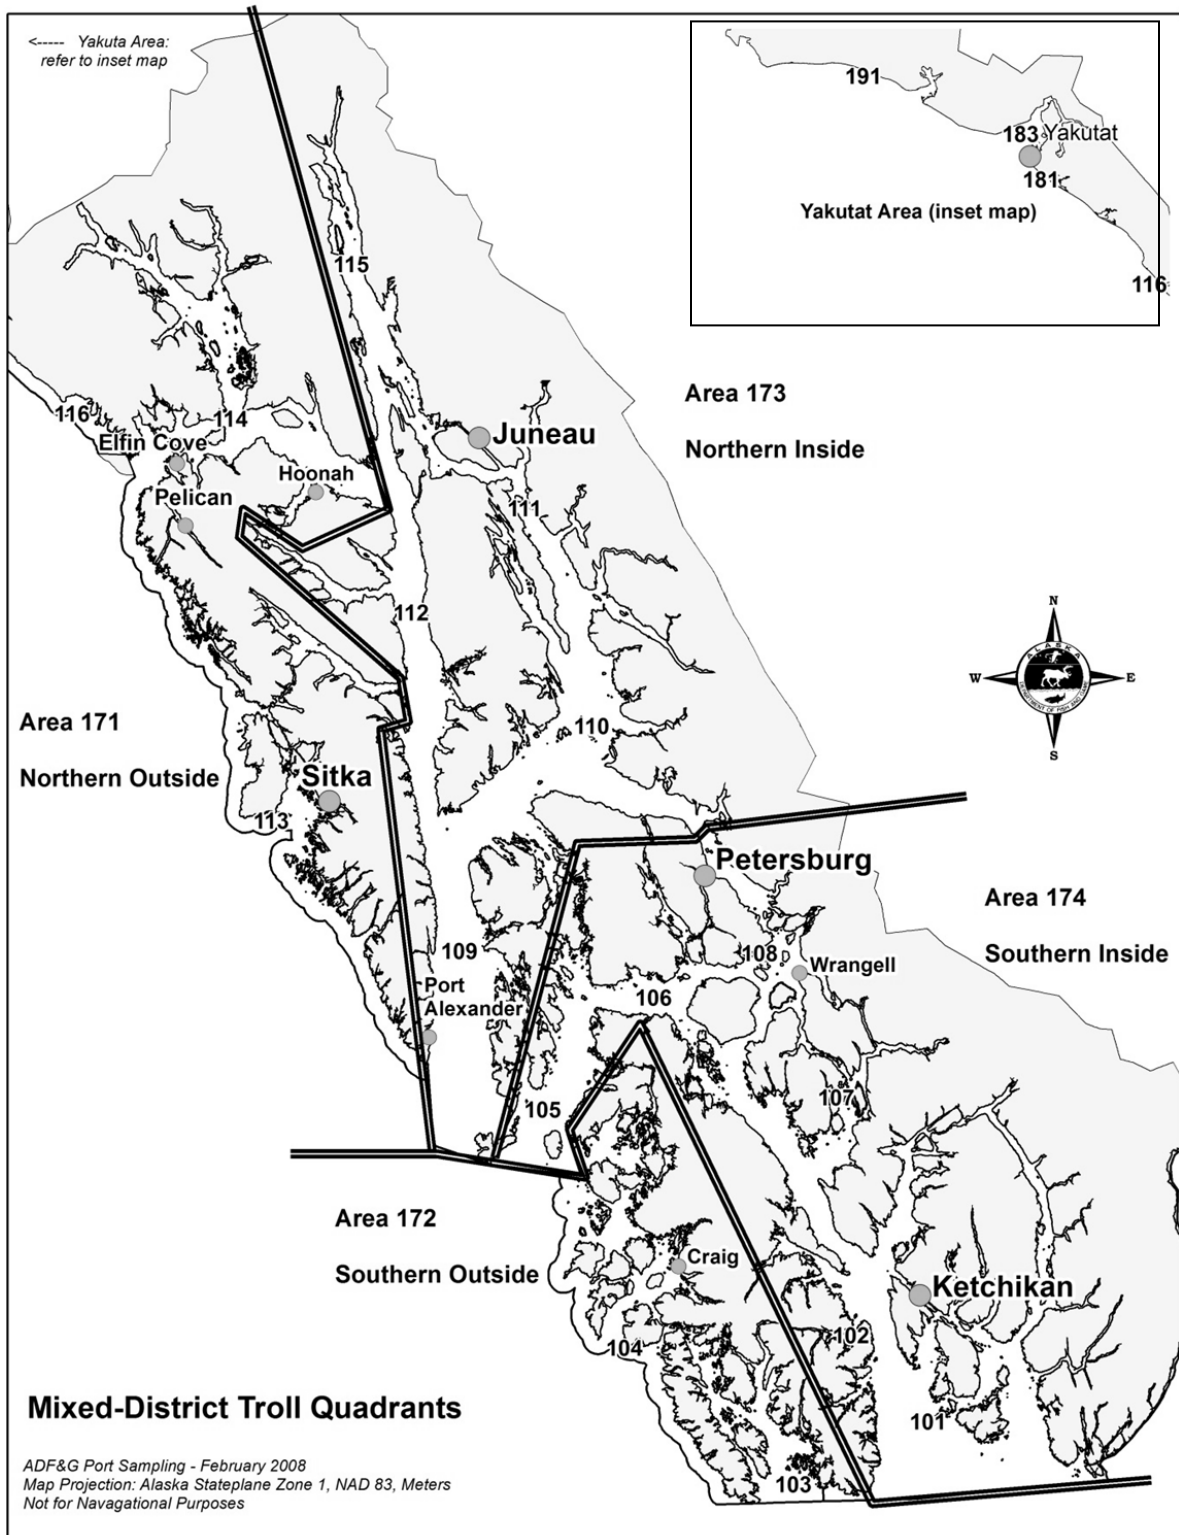 <----- Yakuta Area:
refer to inset map
191
183 Yakutat
181
Yakutat Area (inset map)
116
115
Area 173
Northern Inside
116
114
Elfin Cove
Juneau
Hoonah
Pelican
111
112
N
W
E
S
ALASKA
110
Area 171
Northern Outside
Sitka
113
Petersburg
Area 174
Southern Inside
109
108
Wrangell
Port
Alexander
106
105
107
Area 172
Southern Outside
Craig
Ketchikan
102
104
101
103
Mixed-District Troll Quadrants
ADF&G Port Sampling - February 2008
Map Projection: Alaska Stateplane Zone 1, NAD 83, Meters
Not for Navagational Purposes